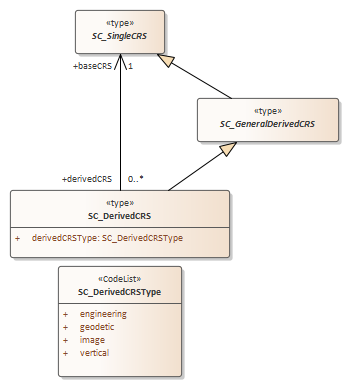 «type»
SC_SingleCRS
+baseCRS 1
«type»
SC_GeneralDerivedCRS
+derivedCRS 0..*
«type»
SC_DerivedCRS
+ derivedCRSType: SC_DerivedCRSType
«CodeList»
SC_DerivedCRSType
+ engineering
+ geodetic
+ image
+ vertical